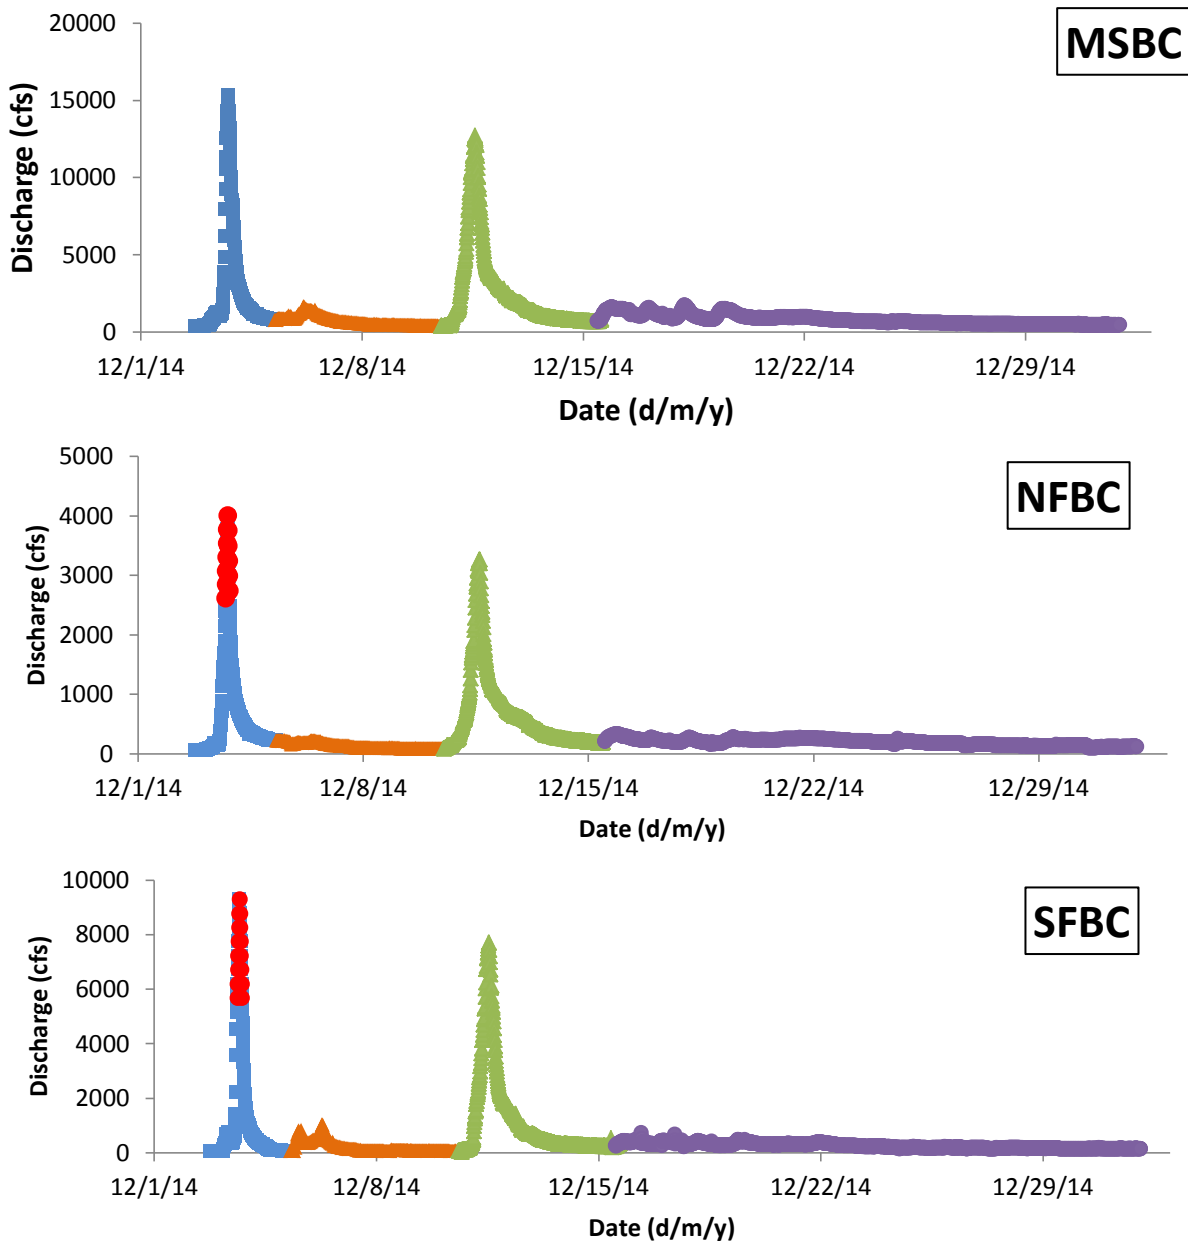 MSBC
Discharge (cfs)
20000
15000
10000
5000
0
12/1/14 12/8/14 12/15/14 12/22/14 12/29/14
Date (d/m/y)
NFBC
Discharge (cfs)
5000
4000
3000
2000
1000
0
12/1/14 12/8/14 12/15/14 12/22/14 12/29/14
Date (d/m/y)
SFBC
Discharge (cfs)
10000
8000
6000
4000
2000
0
12/1/14 12/8/14 12/15/14 12/22/14 12/29/14
Date (d/m/y)